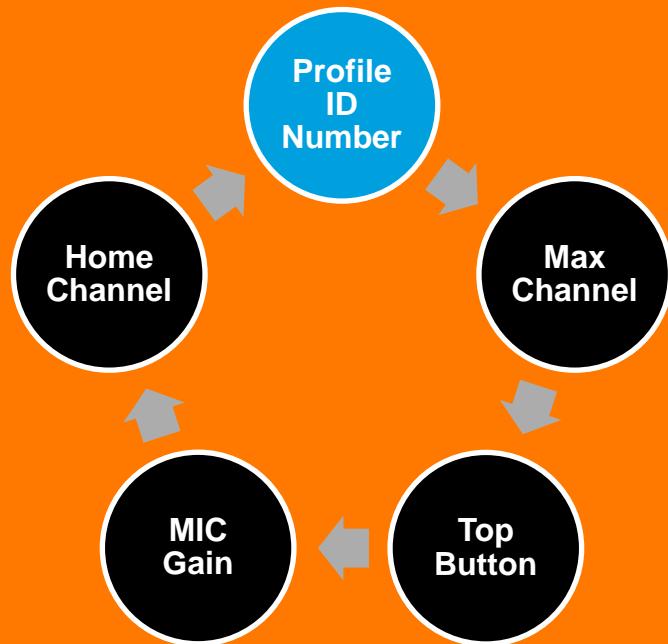 Profile
ID
Number
Max
Channel
Top
Button
MIC
Gain
Home
Channel